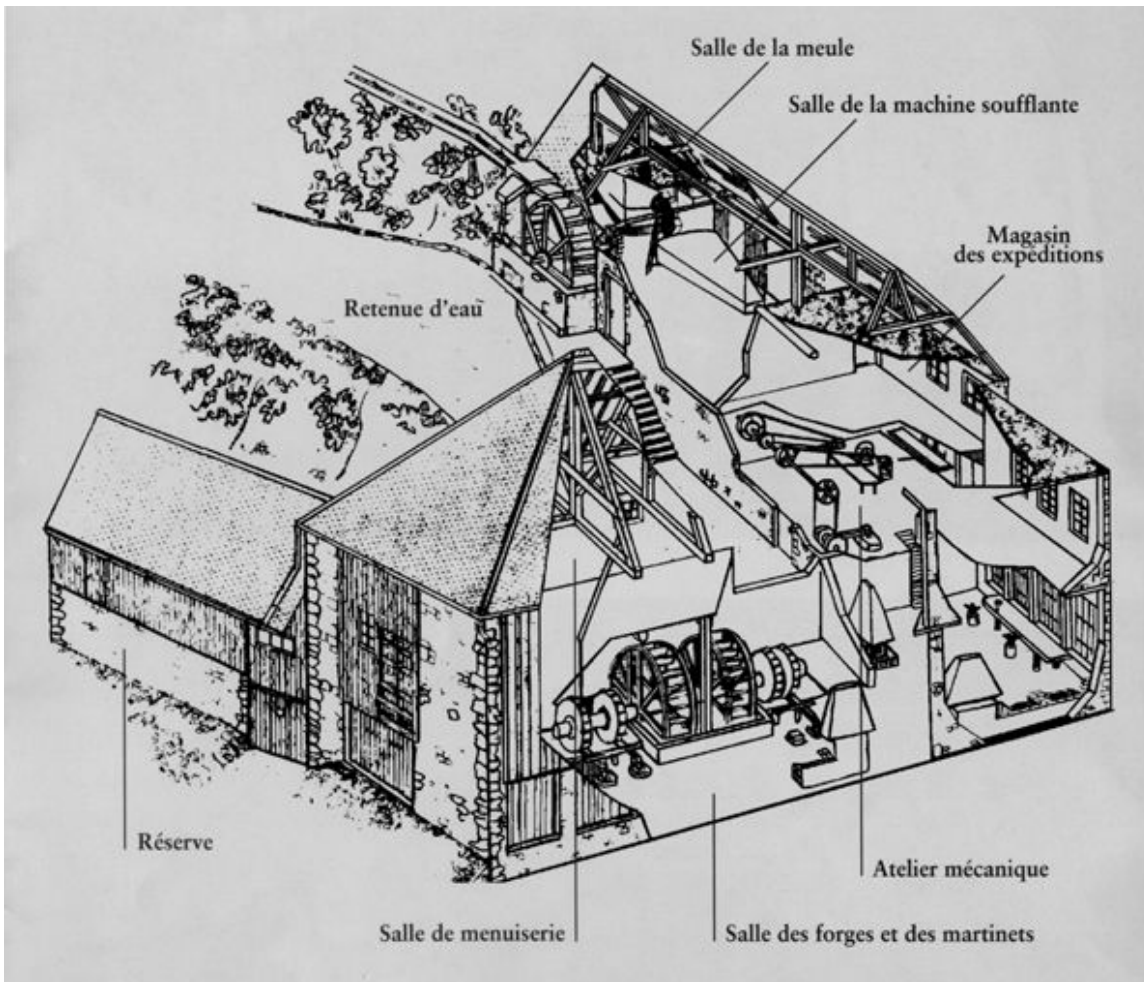 Salle de la meule
Salle de la machine soufflante
Magasin
des expéditions
Retenue d'eau
Réserve
Atelier mécanique
Salle de menuiserie
Salle des forges et des martinets